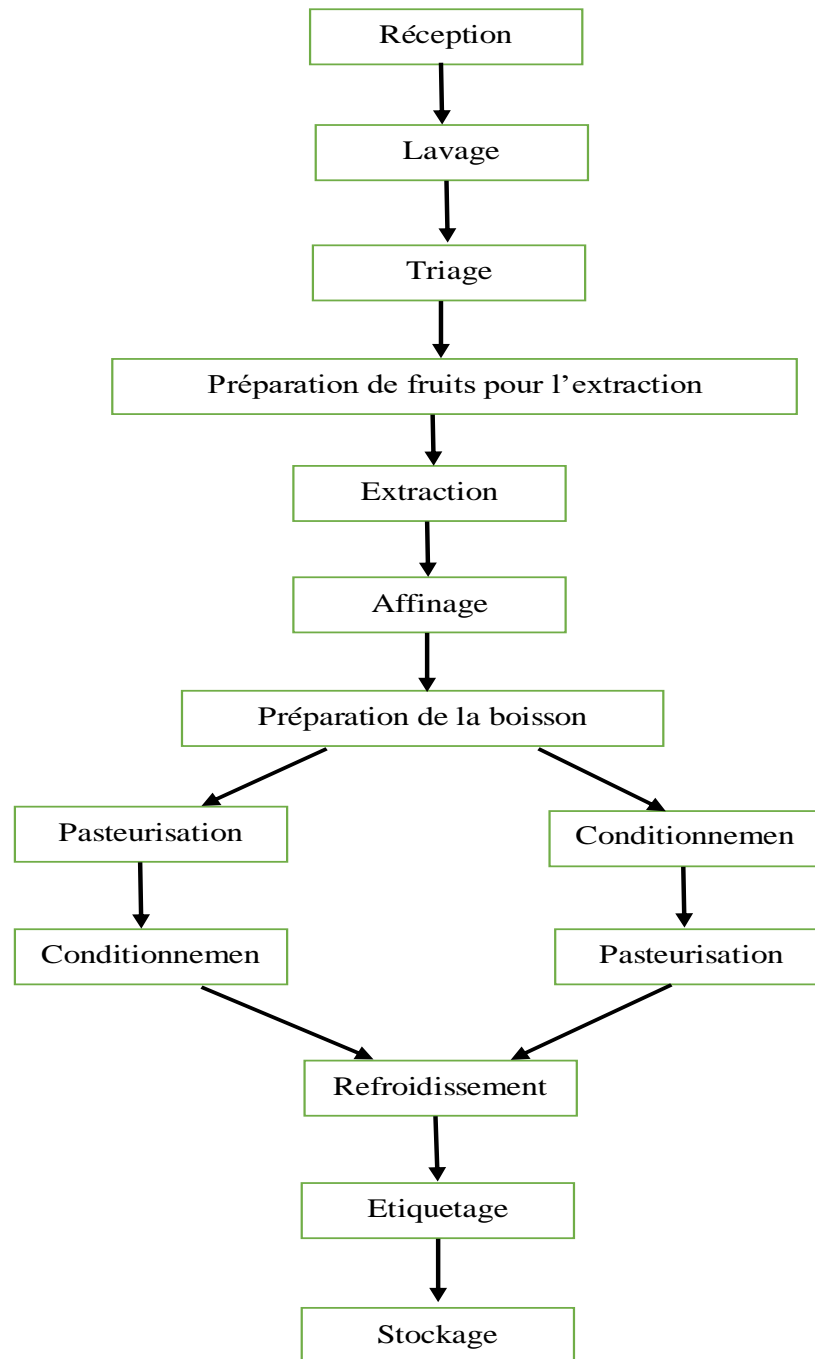 Réception
Lavage
Triage
Préparation de fruits pour l’extraction
Extraction
Affinage
Préparation de la boisson
Pasteurisation
Conditionnemen
Conditionnemen
Pasteurisation
Refroidissement
Etiquetage
Stockage